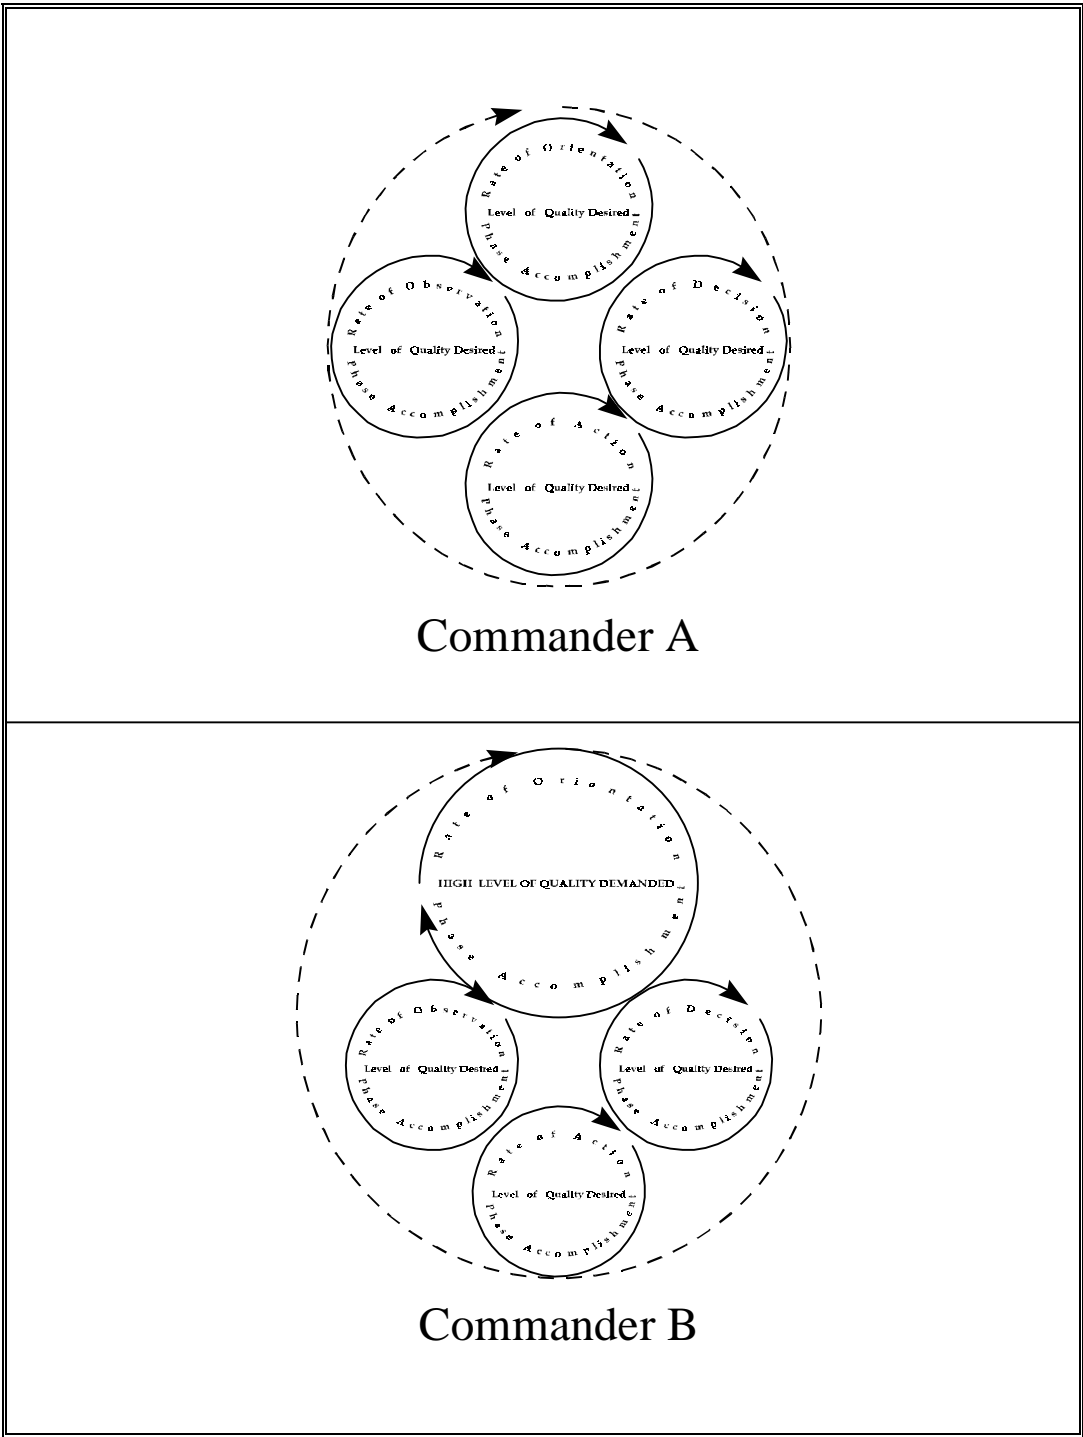 Rate of Orientation
Level of Quality Desired
Phase Accomplishment
Rate of Observation
Level of Quality Desired
Phase Accomplishment
Rate of Decision
Level of Quality Desired
Phase Accomplishment
Rate of Action
Level of Quality Desired
Phase Accomplishment
Commander A
Rate of Orientation
HIGH LEVEL OF QUALITY DEMANDED
Phase Accomplishment
Rate of Observation
Level of Quality Desired
Phase Accomplishment
Rate of Decision
Level of Quality Desired
Phase Accomplishment
Rate of Action
Level of Quality Desired
Phase Accomplishment
Commander B